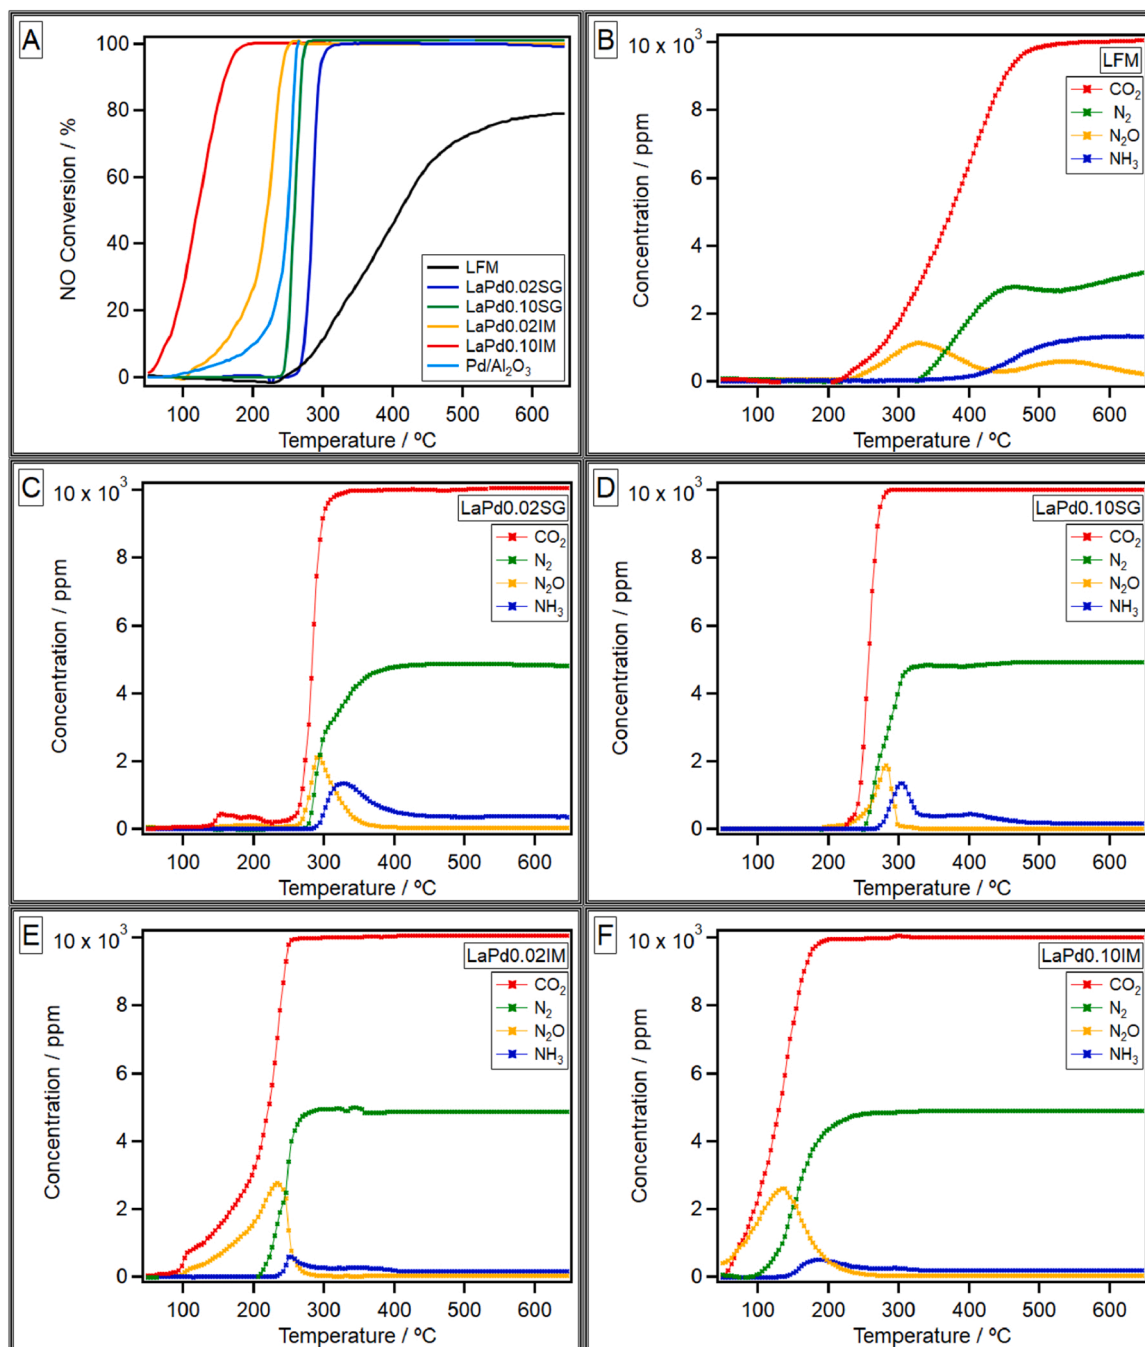 A
100
80
60
40
20
0
NO Conversion / %
LFM
LaPd0.02SG
LaPd0.10SG
LaPd0.02IM
LaPd0.10IM
Pd/Al₂O₃
100 200 300 400 500 600
Temperature / ºC
B
10 x 10³
8
6
4
2
0
Concentration / ppm
LFM
CO₂
N₂
N₂O
NH₃
100 200 300 400 500 600
Temperature / ºC
C
10 x 10³
8
6
4
2
0
Concentration / ppm
LaPd0.02SG
CO₂
N₂
N₂O
NH₃
100 200 300 400 500 600
Temperature / ºC
D
10 x 10³
8
6
4
2
0
Concentration / ppm
LaPd0.10SG
CO₂
N₂
N₂O
NH₃
100 200 300 400 500 600
Temperature / ºC
E
10 x 10³
8
6
4
2
0
Concentration / ppm
LaPd0.02IM
CO₂
N₂
N₂O
NH₃
100 200 300 400 500 600
Temperature / ºC
F
10 x 10³
8
6
4
2
0
Concentration / ppm
LaPd0.10IM
CO₂
N₂
N₂O
NH₃
100 200 300 400 500 600
Temperature / ºC